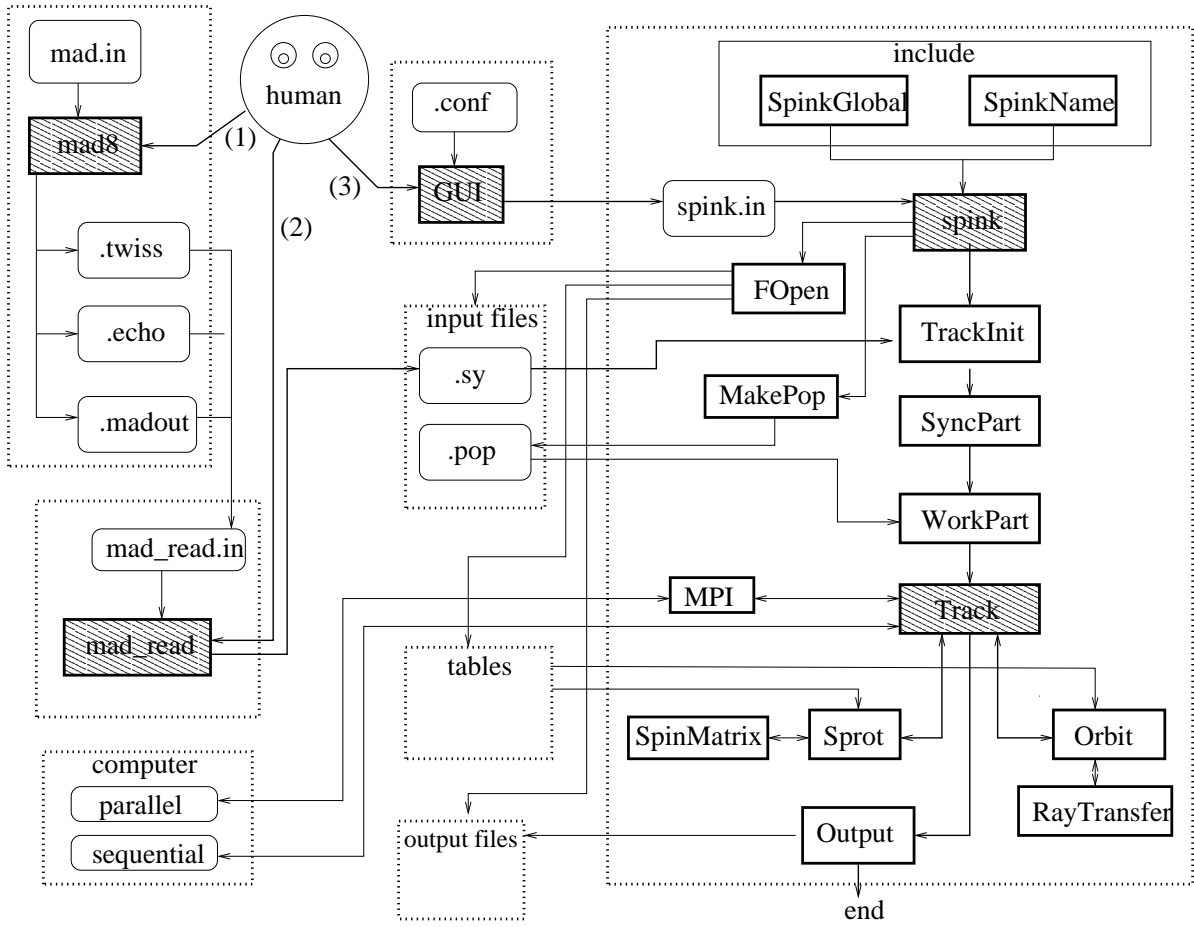 mad.in
mad8
.twiss
.echo
.madout
human
(1)
(2)
(3)
.conf
GUI
spink.in
include
SpinkGlobal
SpinkName
spink
FOpen
TrackInit
input files
.sy
.pop
MakePop
SyncPart
WorkPart
mad_read.in
mad_read
MPI
Track
tables
SpinMatrix
Sprot
Orbit
RayTransfer
computer
parallel
sequential
output files
Output
end